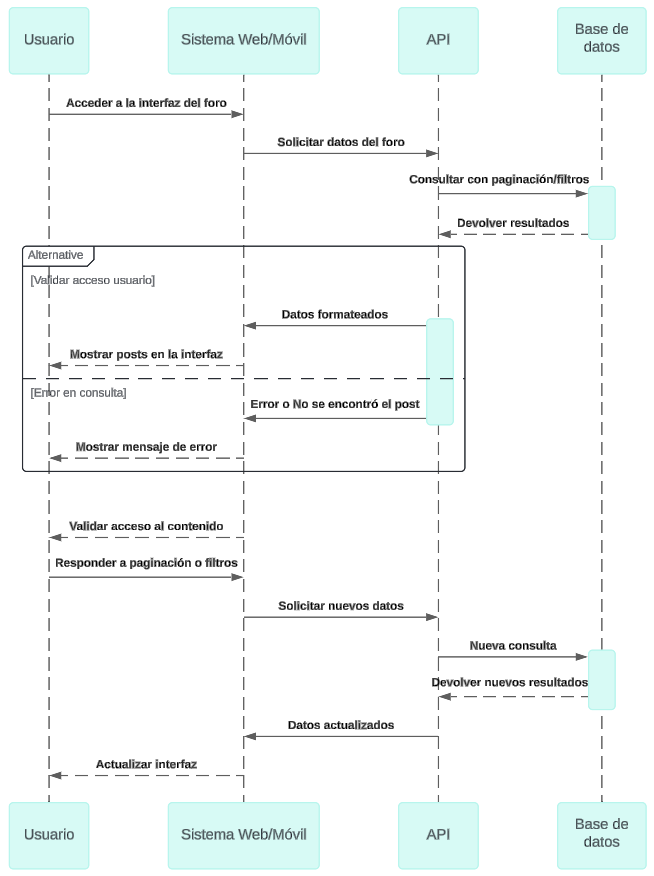 Usuario
Sistema Web/Móvil
API
Base de
datos
Acceder a la interfaz del foro
Solicitar datos del foro
Consultar con paginación/filtros
Devolver resultados
Alternative
[Validar acceso usuario]
Datos formateados
Mostrar posts en la interfaz
[Error en consulta]
Error o No se encontró el post
Mostrar mensaje de error
Validar acceso al contenido
Responder a paginación o filtros
Solicitar nuevos datos
Nueva consulta
Devolver nuevos resultados
Datos actualizados
Actualizar interfaz
Usuario
Sistema Web/Móvil
API
Base de
datos